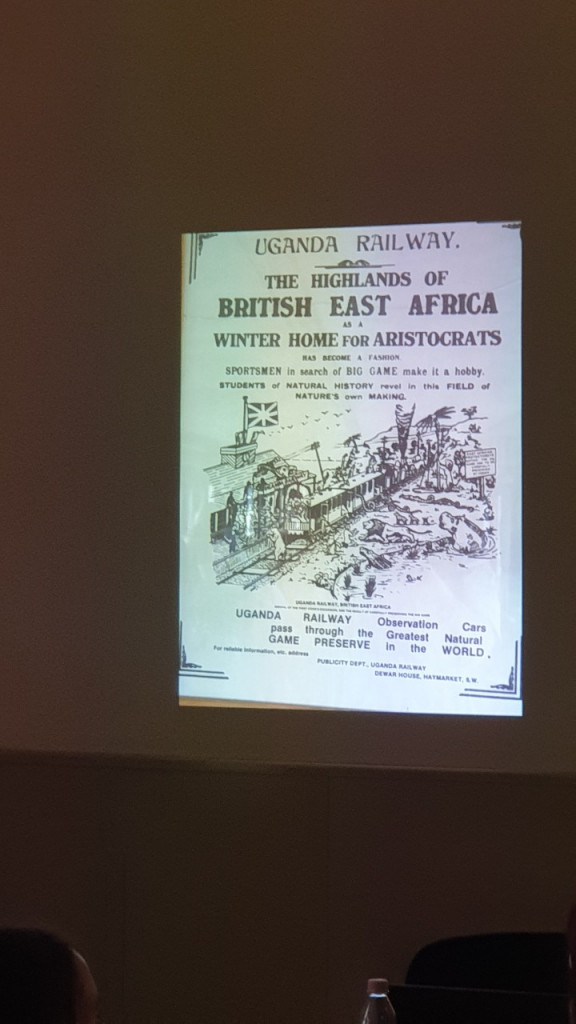 UGANDA RAILWAY.
THE HIGHLANDS OF
BRITISH EAST AFRICA
AS A
WINTER HOME FOR ARISTOCRATS
HAS BECOME A FASHION.
SPORTSMEN in search of BIG GAME make it a hobby.
STUDENTS of NATURAL HISTORY revel in this FIELD of
NATURE'S own MAKING.
UGANDA RAILWAY, BRITISH EAST AFRICA
UGANDA RAILWAY Observation Cars
pass through the Greatest Natural
GAME PRESERVE in the WORLD.
For reliable information, etc. address
PUBLICITY DEPT., UGANDA RAILWAY
DEWAR HOUSE, HAYMARKET, S.W.